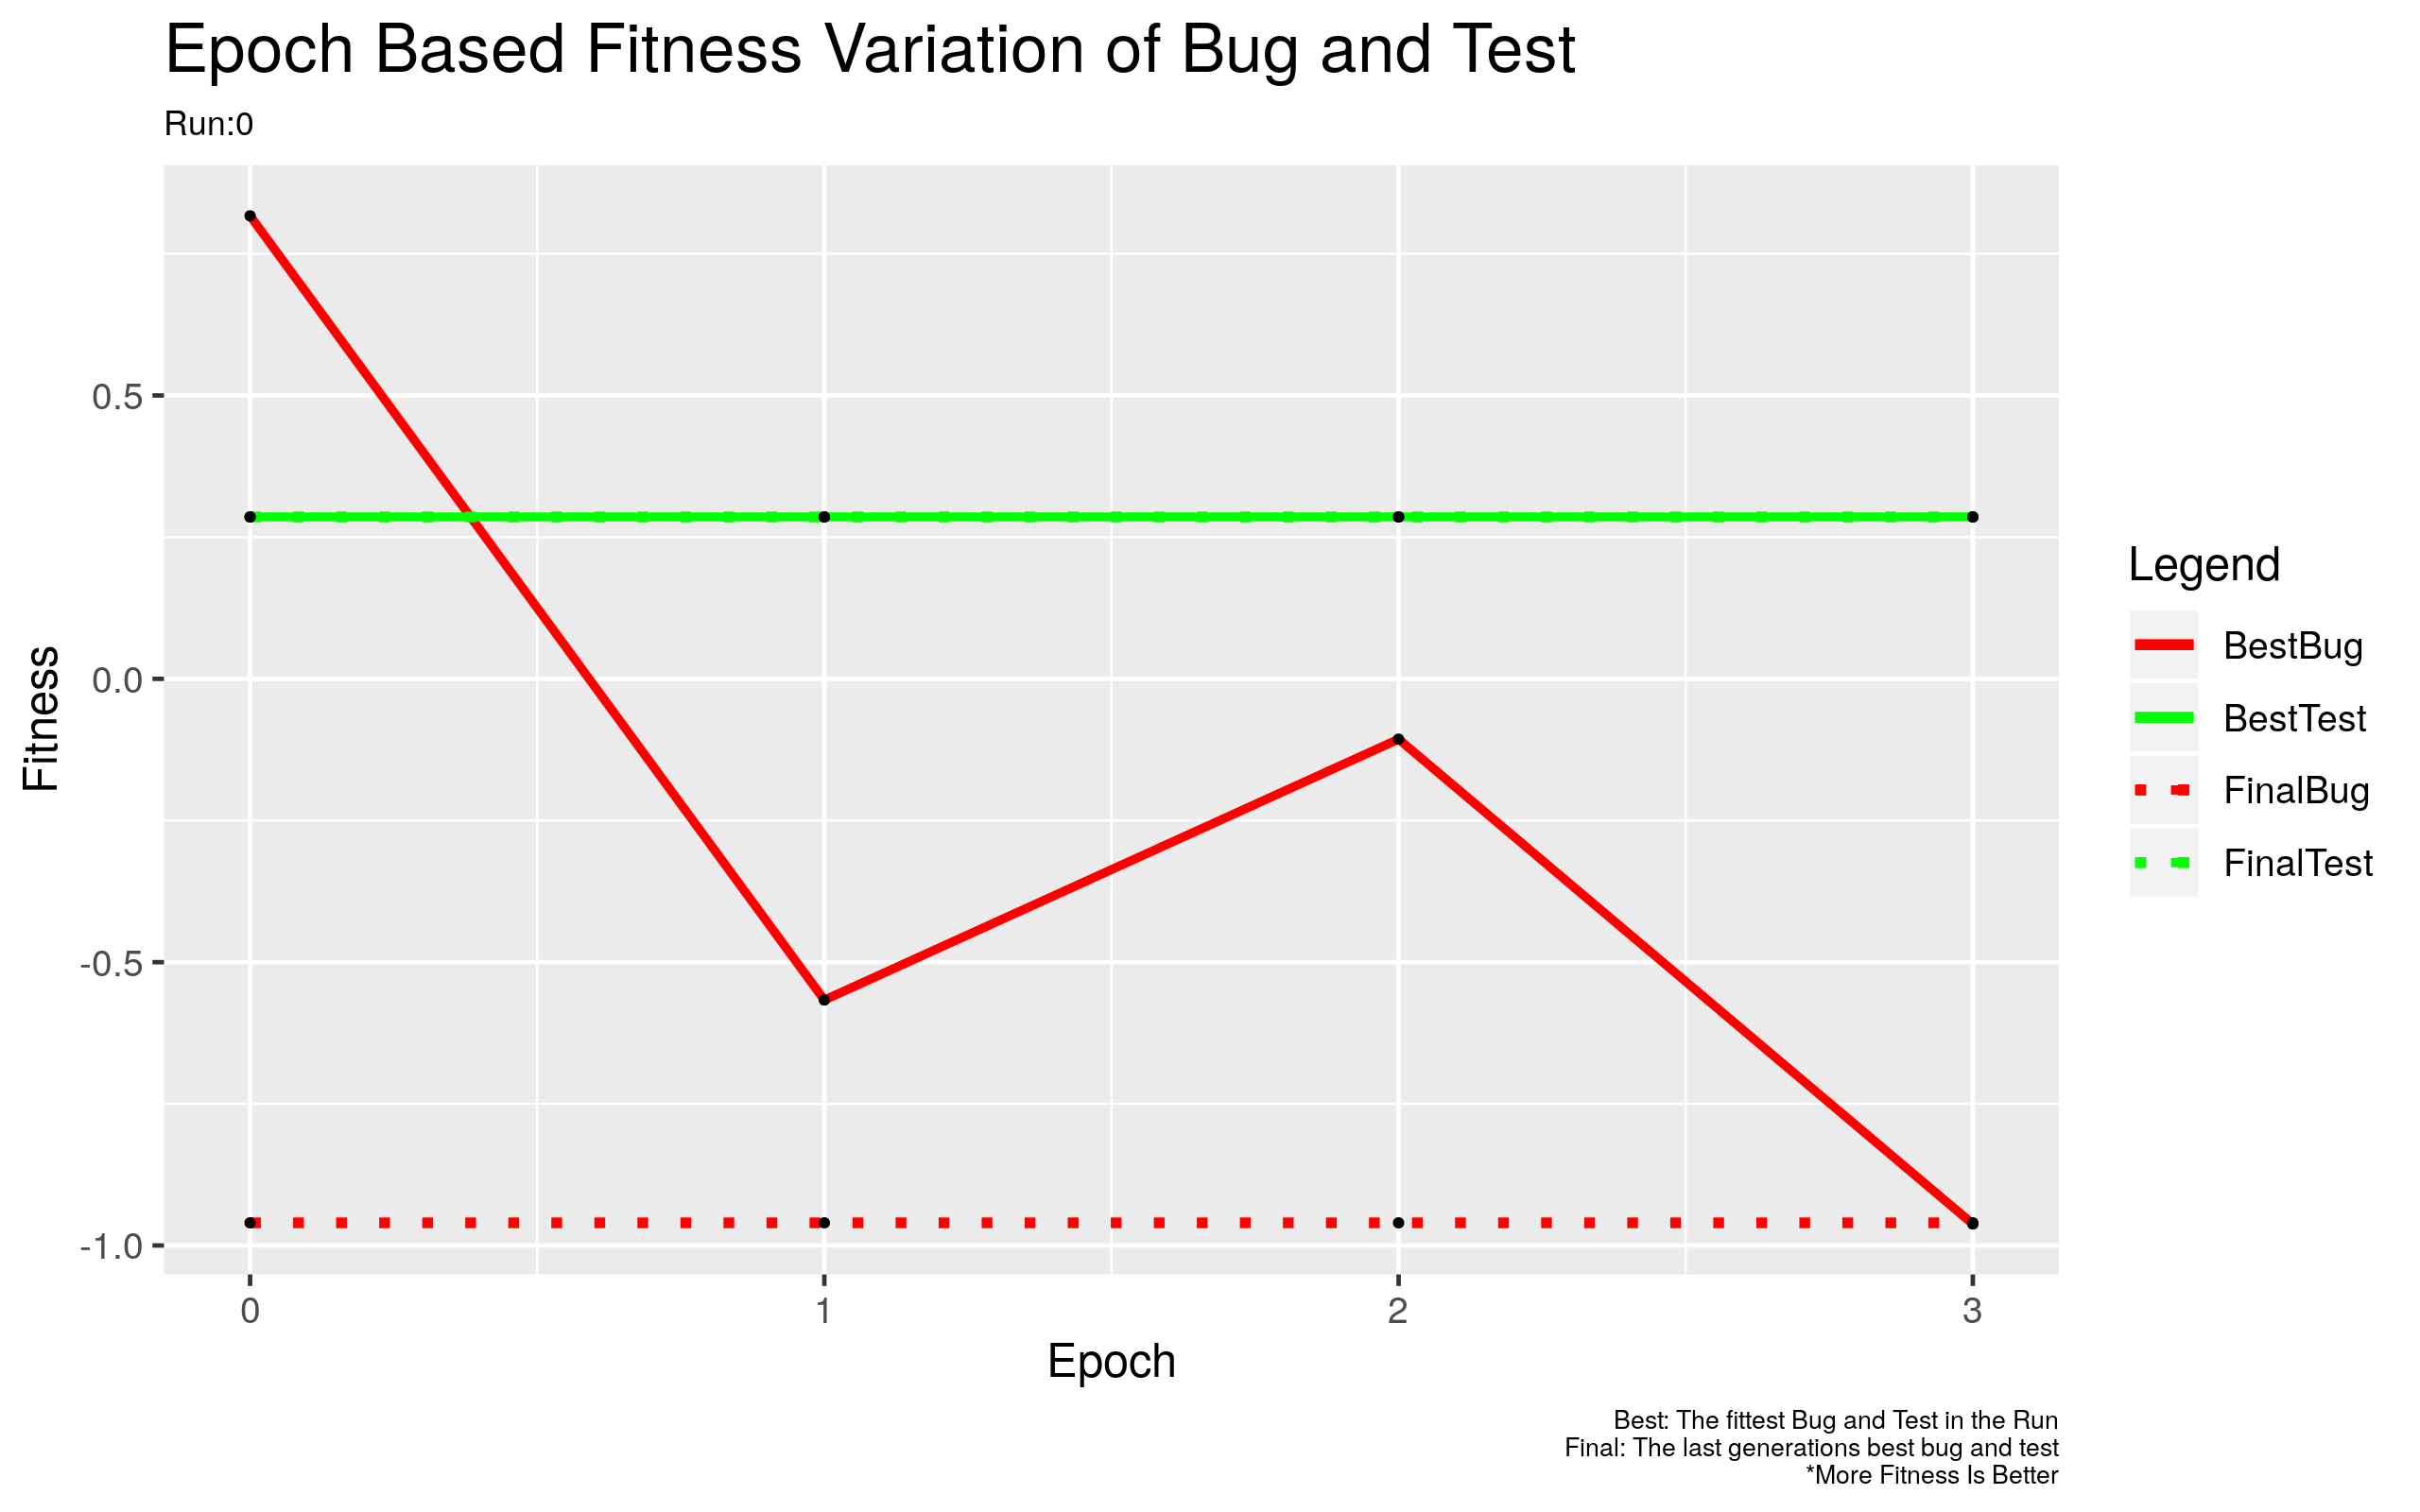 Epoch Based Fitness Variation of Bug and Test
Run:0
Fitness
0.5
0.0
-0.5
-1.0
0
1
2
3
Epoch
Legend
BestBug
BestTest
FinalBug
FinalTest
Best: The fittest Bug and Test in the Run
Final: The last generations best bug and test
*More Fitness Is Better